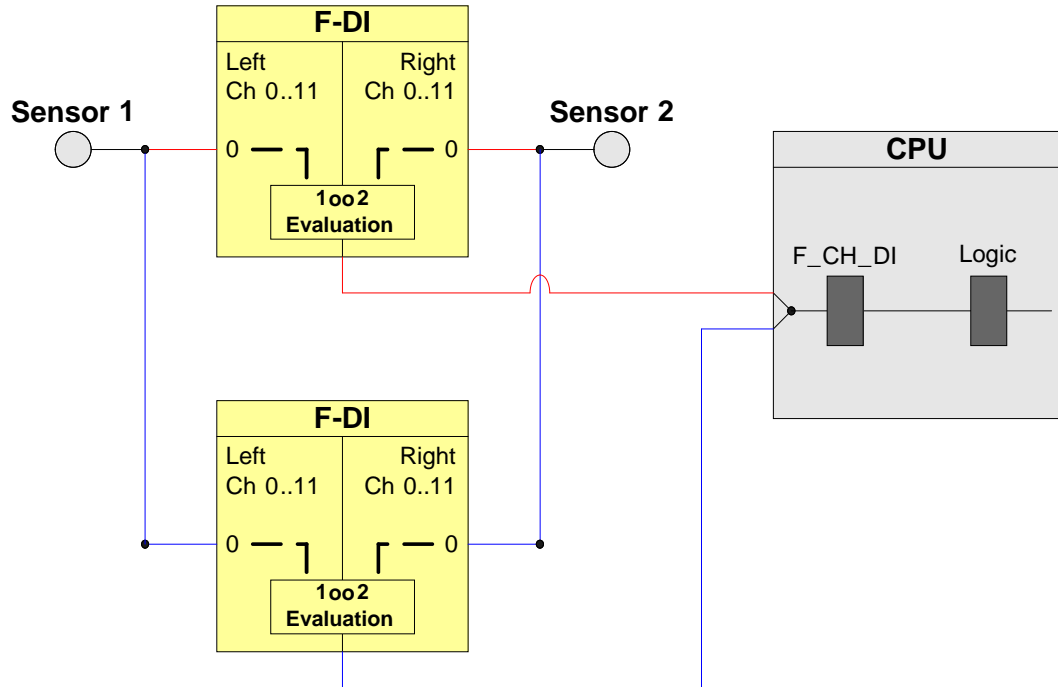 F-DI
Left
Right
Ch 0..11
Ch 0..11
Sensor 1
Sensor 2
0
0
1oo2
Evaluation
CPU
F_CH_DI
Logic
F-DI
Left
Right
Ch 0..11
Ch 0..11
0
0
1oo2
Evaluation